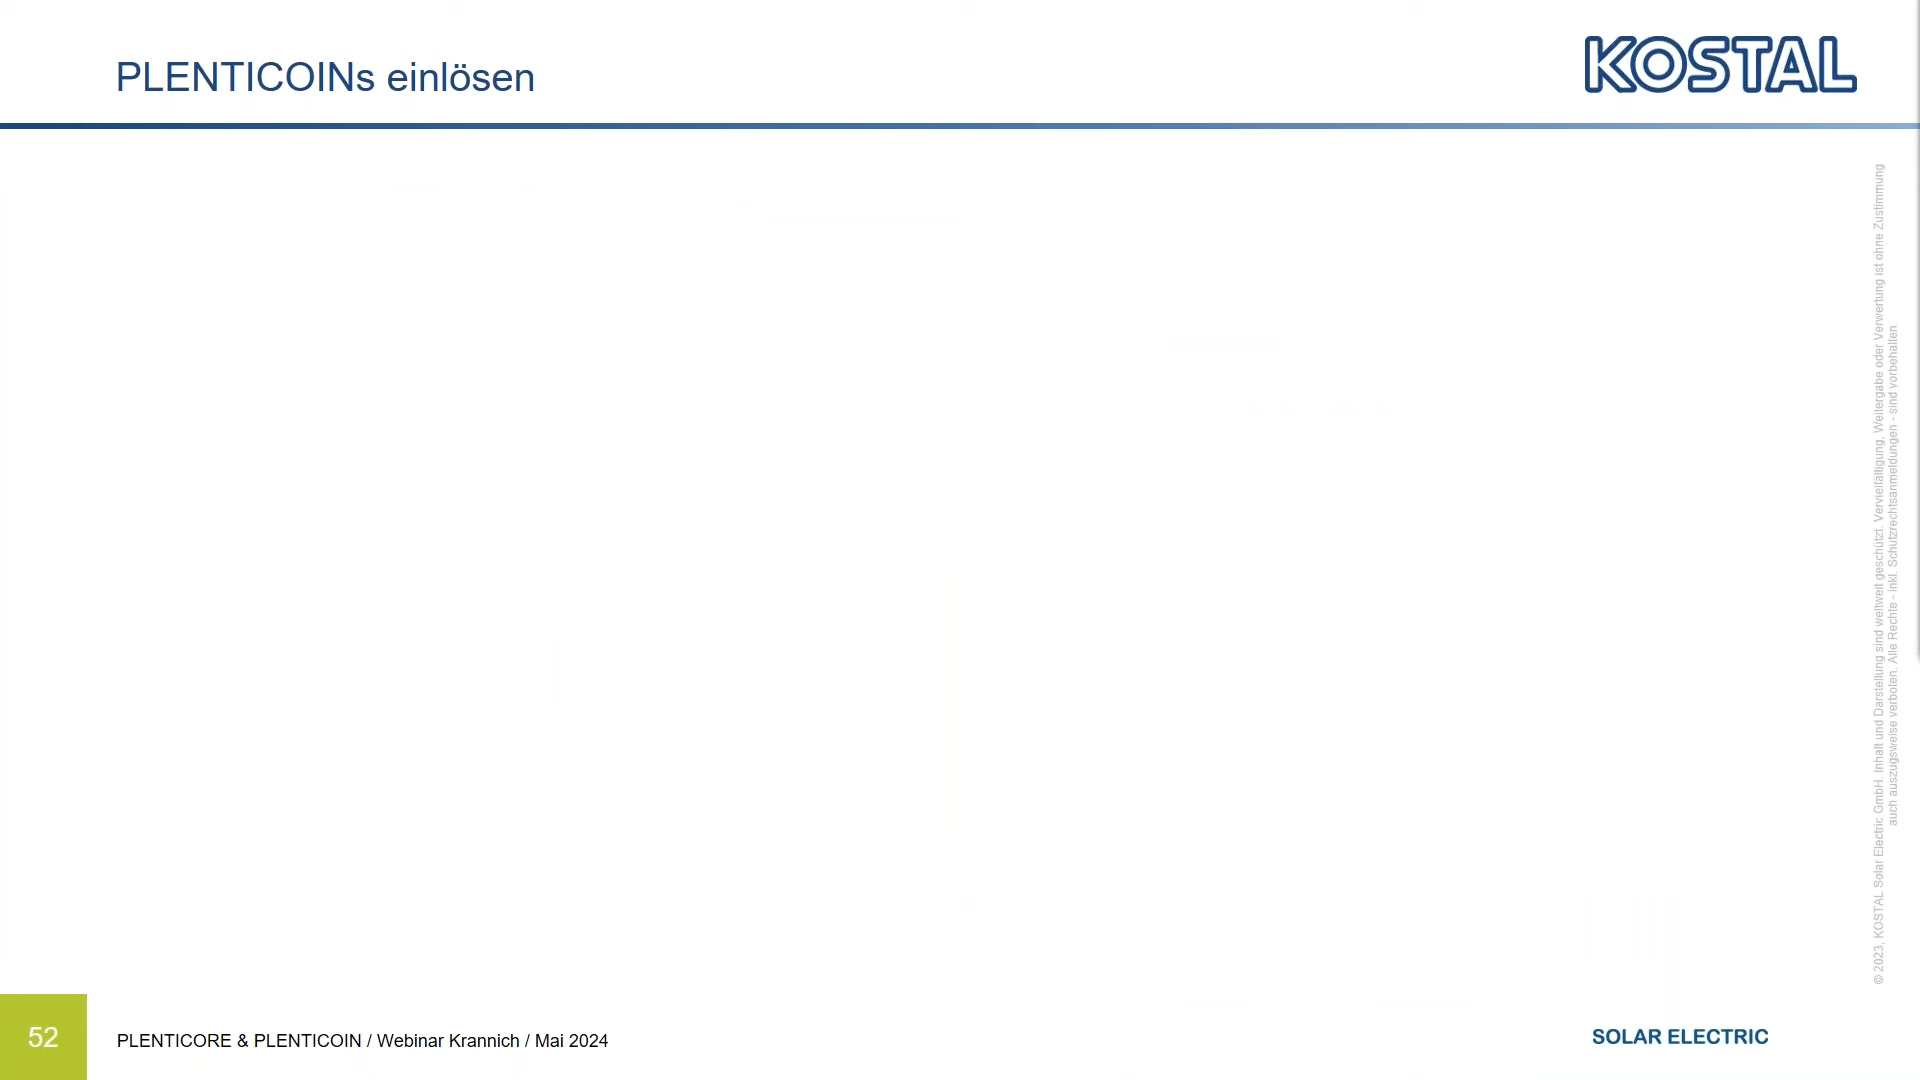 PLENTICOINs einlösen
KOSTAL
© 2023, KOSTAL Solar Electric GmbH. Inhalt und Darstellung sind weltweit geschützt. Vervielfältigung, Weitergabe oder Verwertung ist ohne Zustimmung
auch auszugsweise verboten. Alle Rechte - inkl. Schutzrechtsanmeldungen - sind vorbehalten.
52
PLENTICORE & PLENTICOIN / Webinar Krannich / Mai 2024
SOLAR ELECTRIC